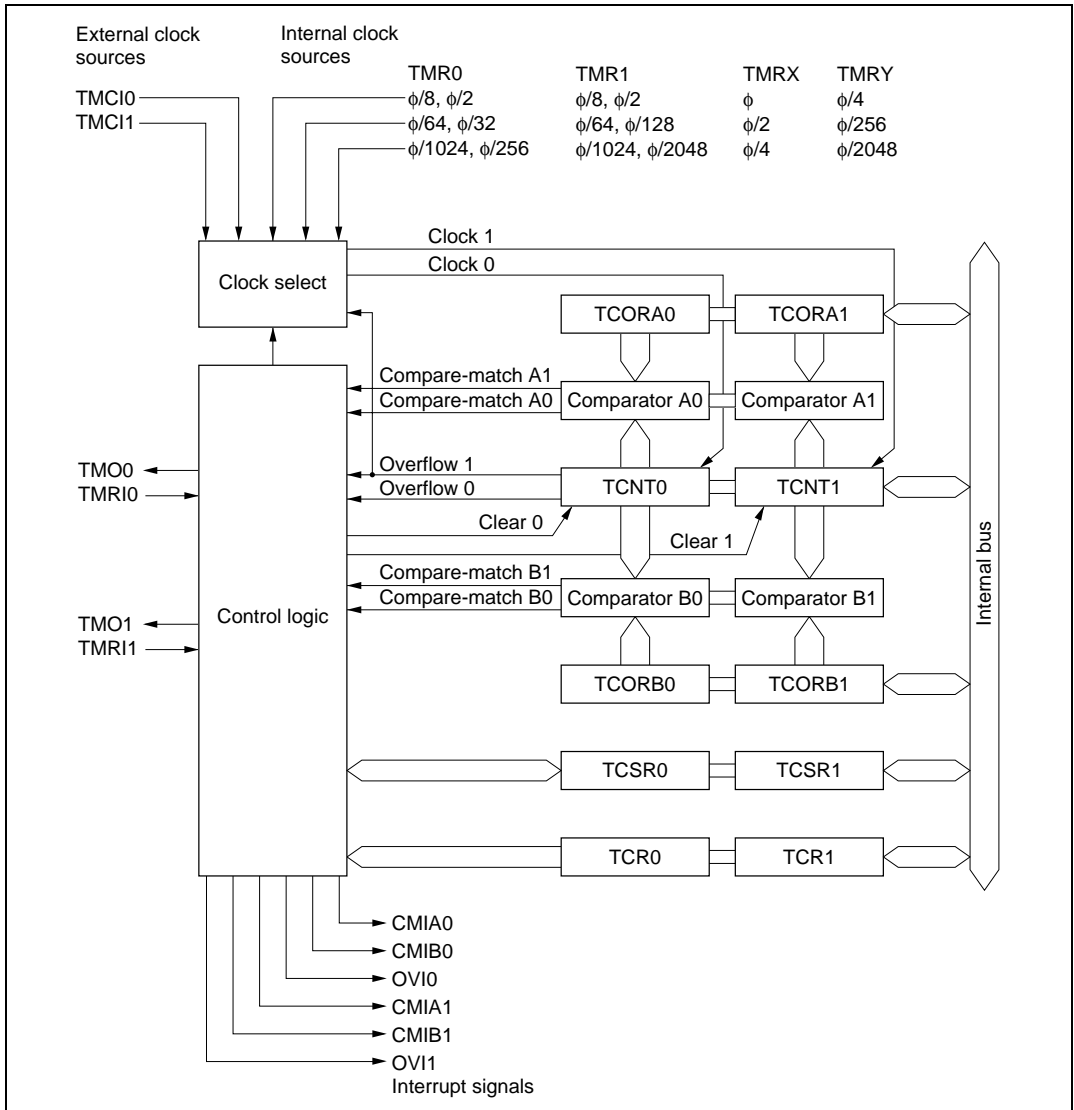 External clock
sources
Internal clock
sources
TMR0 TMR1 TMRX TMRY
TMCI0 ϕ/8, ϕ/2 ϕ/8, ϕ/2 ϕ ϕ/4
TMCI1 ϕ/64, ϕ/32 ϕ/64, ϕ/128 ϕ/2 ϕ/256
ϕ/1024, ϕ/256 ϕ/1024, ϕ/2048 ϕ/4 ϕ/2048
Clock 1
Clock 0
Clock select
TCORA0 TCORA1
Compare-match A1
Compare-match A0
Comparator A0 Comparator A1
TMO0
TMRI0
Overflow 1
Overflow 0
TCNT0 TCNT1
Clear 0
Clear 1
Compare-match B1
Compare-match B0
Comparator B0 Comparator B1
Control logic
TMO1
TMRI1
Internal bus
TCORB0 TCORB1
TCSR0 TCSR1
TCR0 TCR1
CMIA0
CMIB0
OVI0
CMIA1
CMIB1
OVI1
Interrupt signals